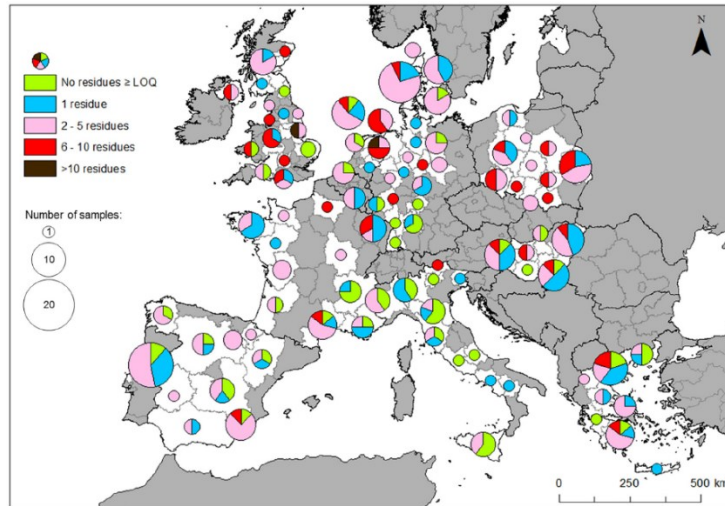 N
No residues ≥ LOQ
1 residue
2 - 5 residues
6 - 10 residues
>10 residues
Number of samples:
1
10
20
0 250 500 km